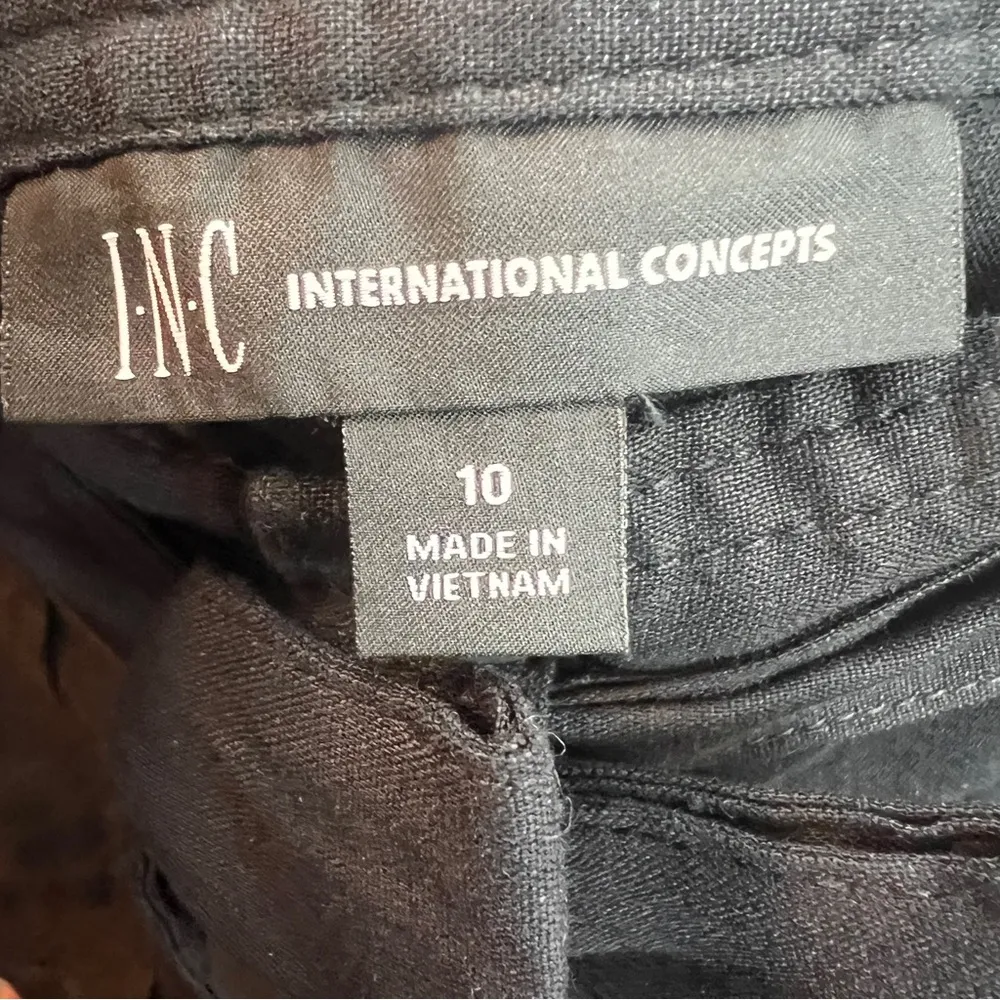 I·N·C INTERNATIONAL CONCEPTS
10
MADE IN
VIETNAM